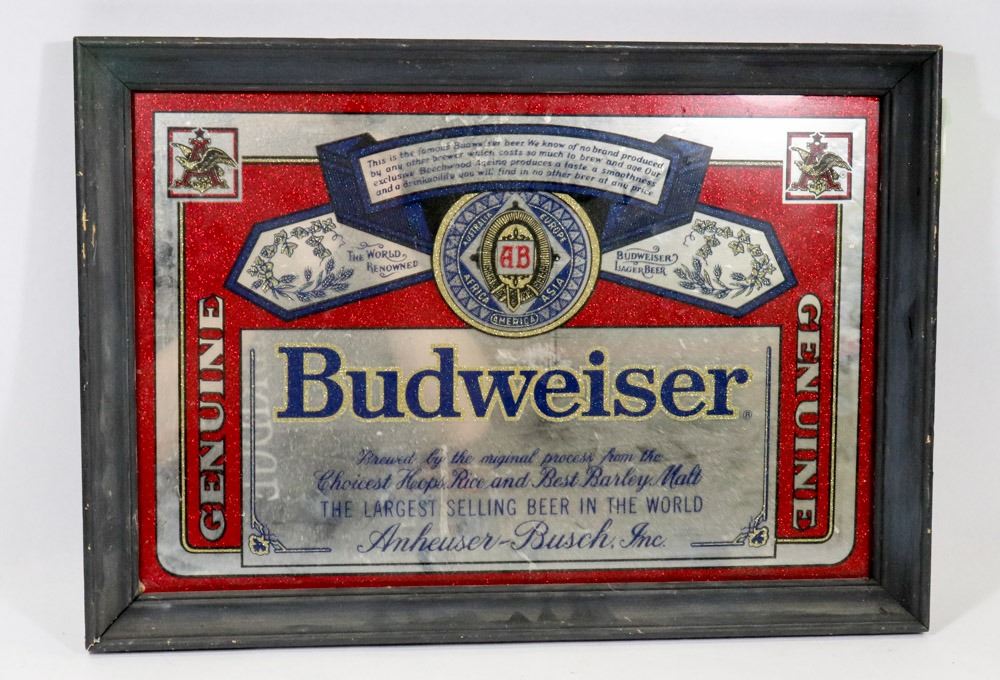 This is the famous Budweiser beer We know of no brand produced
by any other brewer which costs so much to brew and age Our
exclusive Beechwood Ageing produces a taste a smoothness
and a drinkability you will find in no other beer at any price
THE WORLD
RENOWNED
AUSTRALIA
EUROPE
AB
AFRICA
ASIA
AMERICA
BUDWEISER
LAGER BEER
GENUINE
GENUINE
Budweiser®
Brewed by the original process from the
Choicest Hops, Rice and Best Barley Malt
THE LARGEST SELLING BEER IN THE WORLD
Anheuser-Busch, Inc.